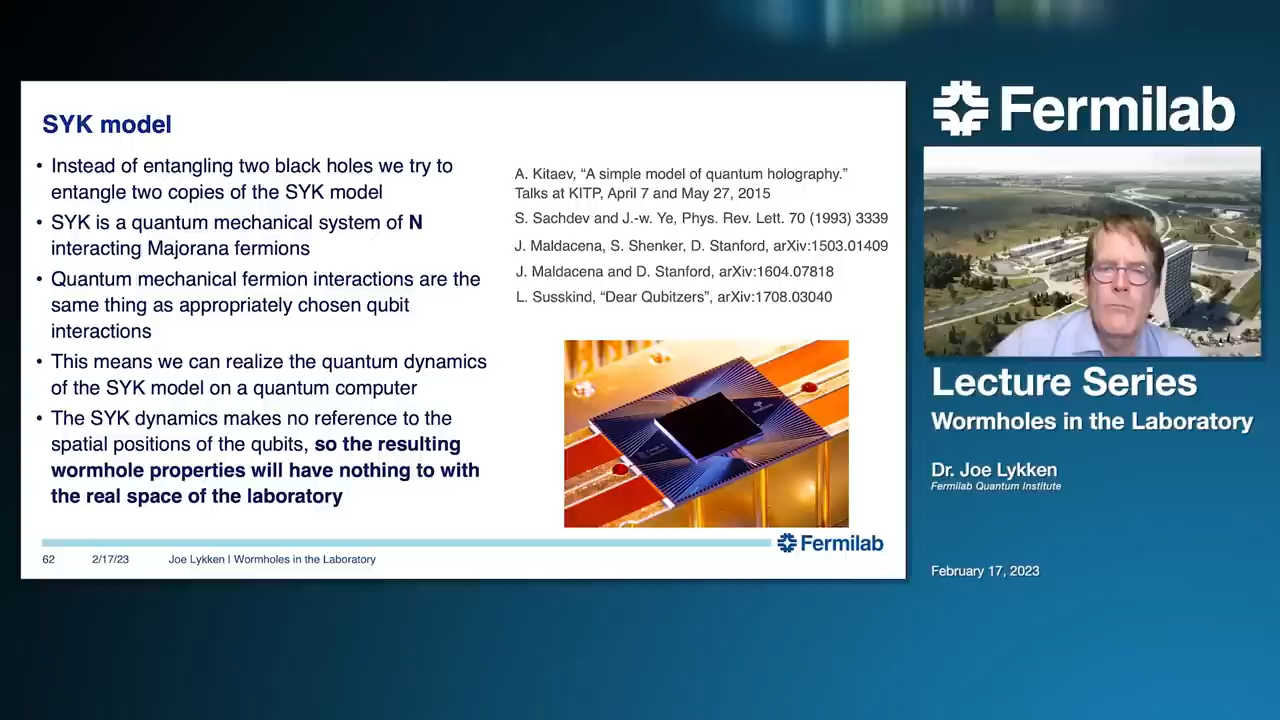 SYK model
• Instead of entangling two black holes we try to
entangle two copies of the SYK model
• SYK is a quantum mechanical system of N
interacting Majorana fermions
• Quantum mechanical fermion interactions are the
same thing as appropriately chosen qubit
interactions
• This means we can realize the quantum dynamics
of the SYK model on a quantum computer
• The SYK dynamics makes no reference to the
spatial positions of the qubits, so the resulting
wormhole properties will have nothing to with
the real space of the laboratory
A. Kitaev, “A simple model of quantum holography.”
Talks at KITP, April 7 and May 27, 2015
S. Sachdev and J.-w. Ye, Phys. Rev. Lett. 70 (1993) 3339
J. Maldacena, S. Shenker, D. Stanford, arXiv:1503.01409
J. Maldacena and D. Stanford, arXiv:1604.07818
L. Susskind, “Dear Qubitzers”, arXiv:1708.03040
Fermilab
62 2/17/23 Joe Lykken | Wormholes in the Laboratory
Fermilab
Lecture Series
Wormholes in the Laboratory
Dr. Joe Lykken
Fermilab Quantum Institute
February 17, 2023